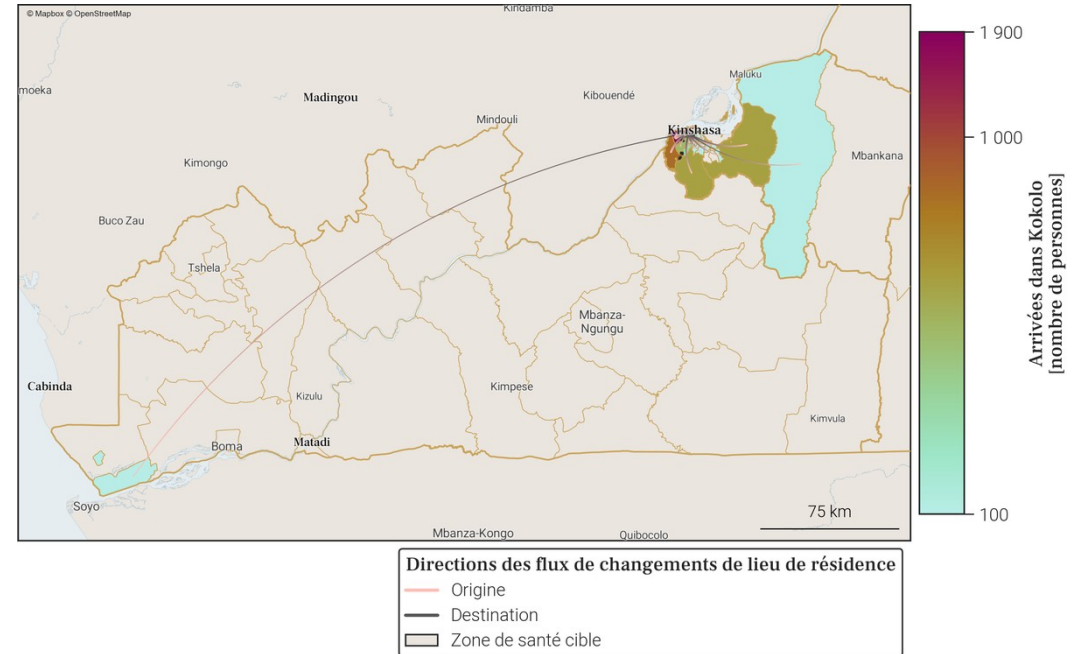 © Mapbox © OpenStreetMap
Kindamba
moeka
Madingou
Kibouendé
Maluku
Mindouli
Kinshasa
Kimongo
Mbankana
Buco Zau
Tshela
Mbanza-
Ngungu
Cabinda
Kizulu
Kimpese
Kimvula
Boma
Matadi
Soyo
75 km
Mbanza-Kongo
Quibocolo
1 900
1 000
100
Arrivées dans Kokolo
[nombre de personnes]
Directions des flux de changements de lieu de résidence
Origine
Destination
Zone de santé cible